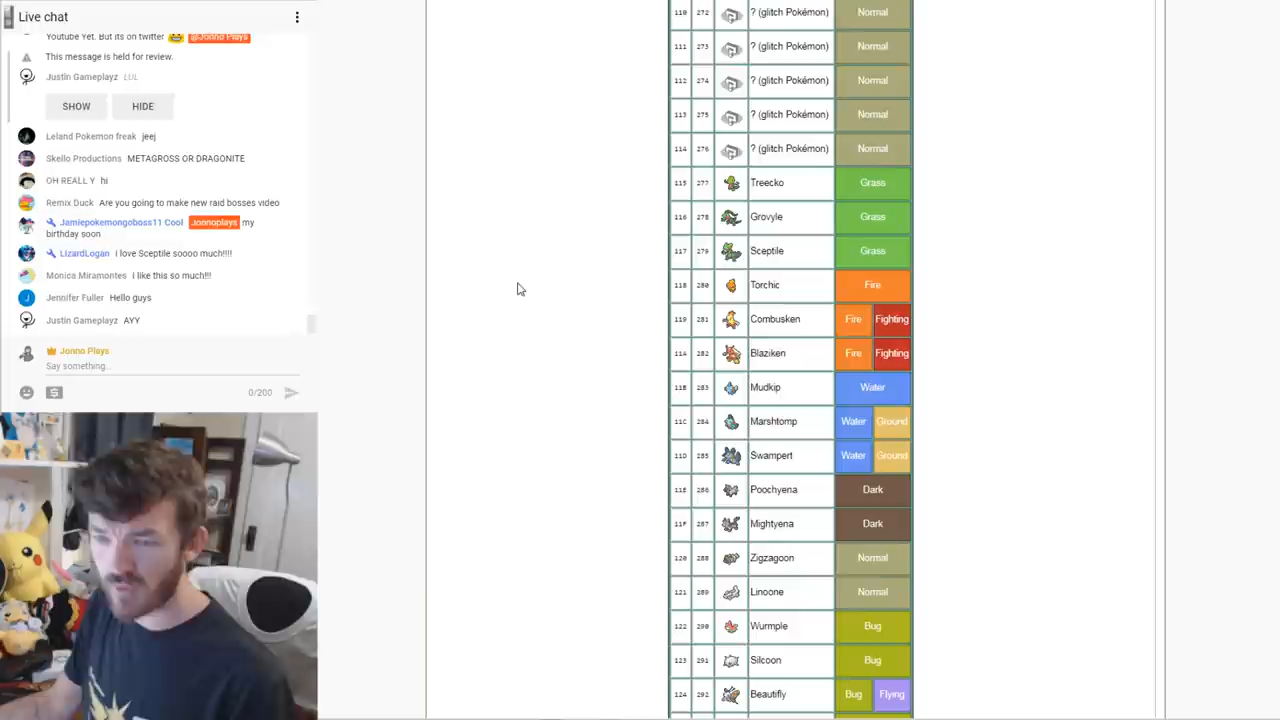 Live chat
Youtube Yet. But its on twitter @Jonno Plays
This message is held for review.
Justin Gameplayz LUL
SHOW HIDE
Leland Pokemon freak jeej
Skello Productions METAGROSS OR DRAGONITE
OH REALL Y hi
Remix Duck Are you going to make new raid bosses video
Jamiepokemongoboss11 Cool Jonnoplays my
birthday soon
LizardLogan I love Sceptile soooo much!!!!
Monica Miramontes I like this so much!!!
Jennifer Fuller Hello guys
Justin Gameplayz AYY
Jonno Plays
Say something...
0/200
110 272 ? (glitch Pokémon) Normal
111 273 ? (glitch Pokémon) Normal
112 274 ? (glitch Pokémon) Normal
113 275 ? (glitch Pokémon) Normal
114 276 ? (glitch Pokémon) Normal
115 277 Treecko Grass
116 278 Grovyle Grass
117 279 Sceptile Grass
118 280 Torchic Fire
119 281 Combusken Fire Fighting
11A 282 Blaziken Fire Fighting
11B 283 Mudkip Water
11C 284 Marshtomp Water Ground
11D 285 Swampert Water Ground
11E 286 Poochyena Dark
11F 287 Mightyena Dark
120 288 Zigzagoon Normal
121 289 Linoone Normal
122 290 Wurmple Bug
123 291 Silcoon Bug
124 292 Beautifly Bug Flying